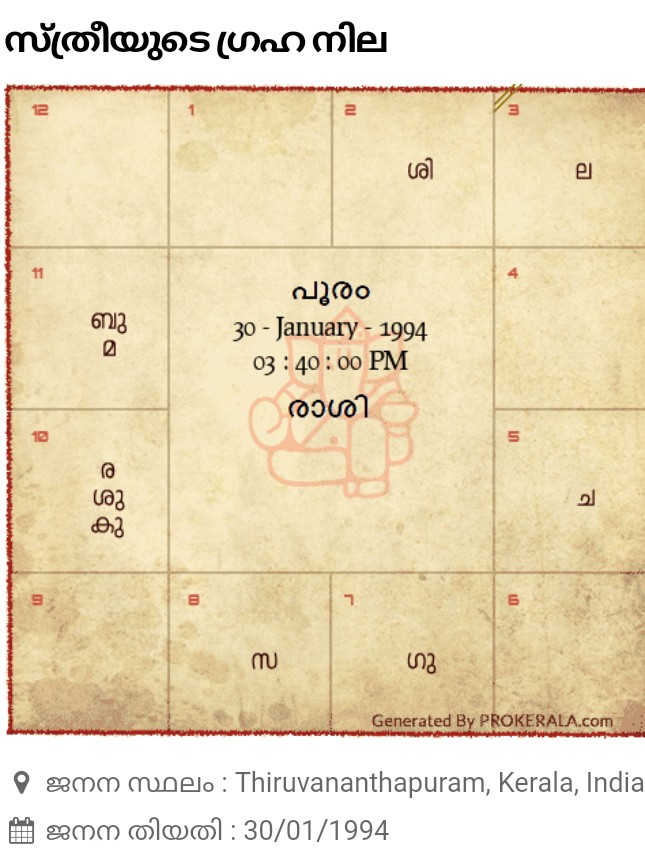 സ്ത്രീയുടെ ഗ്രഹ നില
12
1
2
ശി
3
ല
11
ബു
മ
പൂരം
30 - January - 1994
03 : 40 : 00 PM
രാശി
4
10
ര
ശു
കു
5
ച
9
8
സ
7
ഗു
6
Generated By PROKERALA.com
ജനന സ്ഥലം : Thiruvananthapuram, Kerala, India
ജനന തിയതി : 30/01/1994